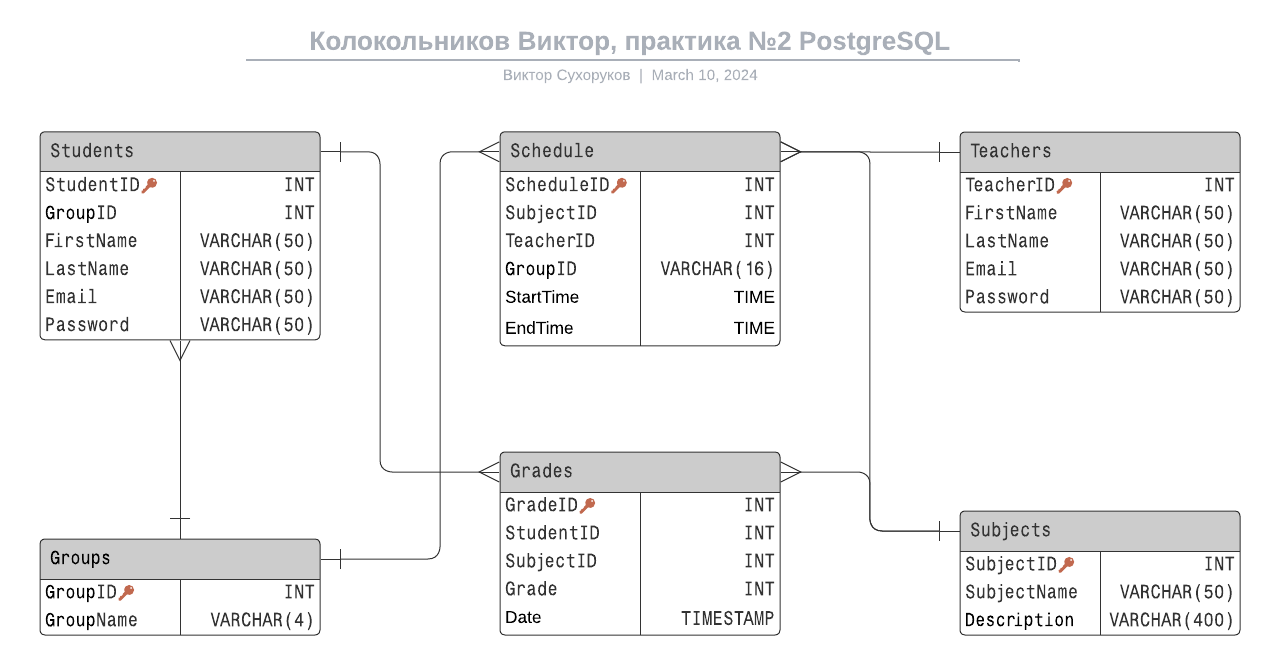 Колокольников Виктор, практика №2 PostgreSQL
Виктор Сухоруков | March 10, 2024
Students
StudentID INT
GroupID INT
FirstName VARCHAR(50)
LastName VARCHAR(50)
Email VARCHAR(50)
Password VARCHAR(50)
Schedule
ScheduleID INT
SubjectID INT
TeacherID INT
GroupID VARCHAR(16)
StartTime TIME
EndTime TIME
Teachers
TeacherID INT
FirstName VARCHAR(50)
LastName VARCHAR(50)
Email VARCHAR(50)
Password VARCHAR(50)
Groups
GroupID INT
GroupName VARCHAR(4)
Grades
GradeID INT
StudentID INT
SubjectID INT
Grade INT
Date TIMESTAMP
Subjects
SubjectID INT
SubjectName VARCHAR(50)
Description VARCHAR(400)